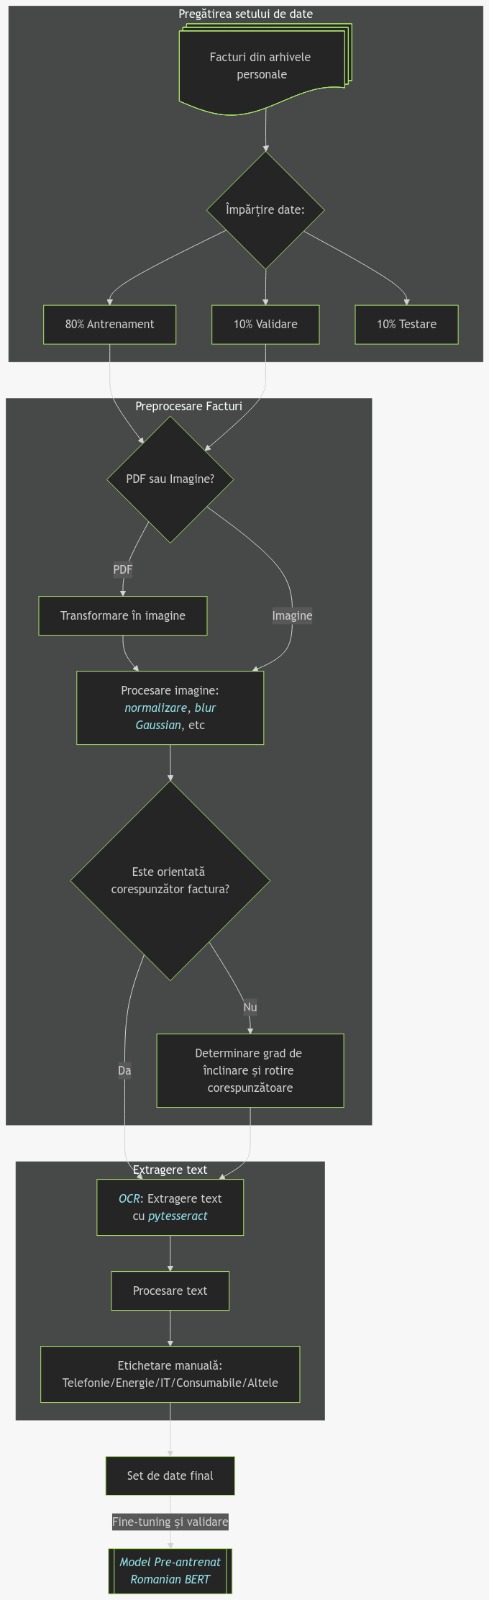 Pregătirea setului de date
Facturi din arhivele
personale
Împărțire date:
80% Antrenament
10% Validare
10% Testare
Preprocesare Facturi
PDF sau Imagine?
PDF
Imagine
Transformare în imagine
Procesare imagine:
normalizare, blur
Gaussian, etc
Este orientată
corespunzător factura?
Nu
Determinare grad de
înclinare și rotire
corespunzătoare
Da
Extragere text
OCR: Extragere text
cu pytesseract
Procesare text
Etichetare manuală:
Telefonie/Energie/IT/Consumabile/Altele
Set de date final
Fine-tuning și validare
Model Pre-antrenat
Romanian BERT